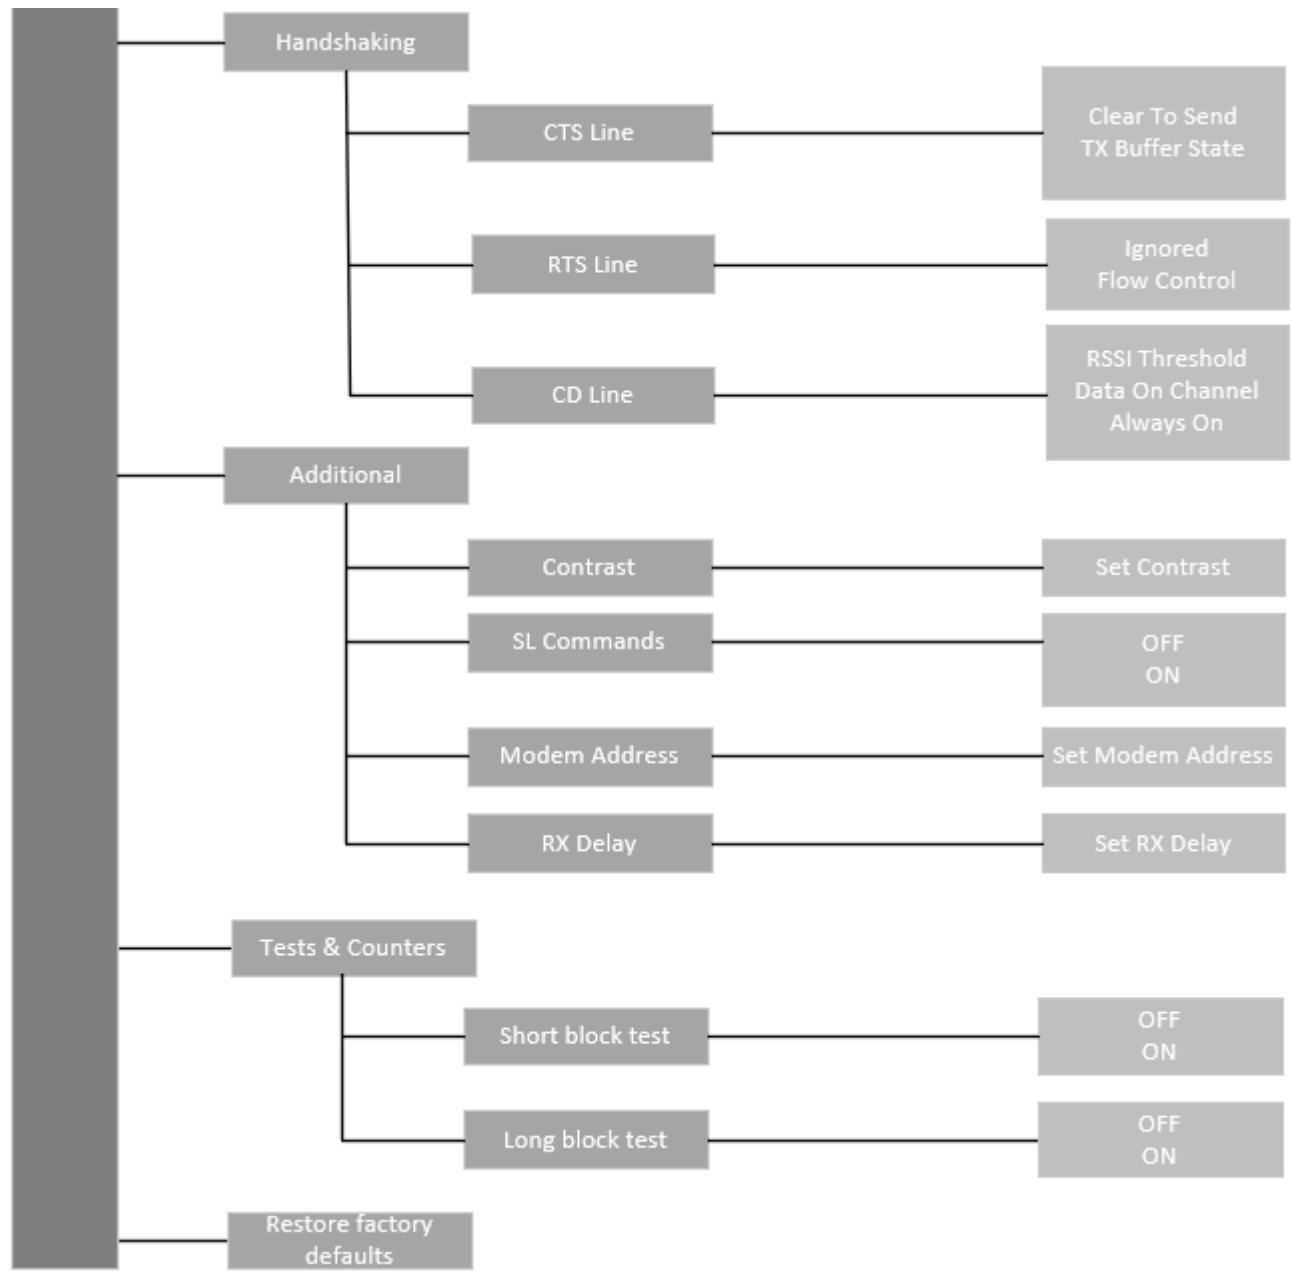 Handshaking
CTS Line
Clear To Send
TX Buffer State
RTS Line
Ignored
Flow Control
CD Line
RSSI Threshold
Data On Channel
Always On
Additional
Contrast
Set Contrast
SL Commands
OFF
ON
Modem Address
Set Modem Address
RX Delay
Set RX Delay
Tests & Counters
Short block test
OFF
ON
Long block test
OFF
ON
Restore factory
defaults